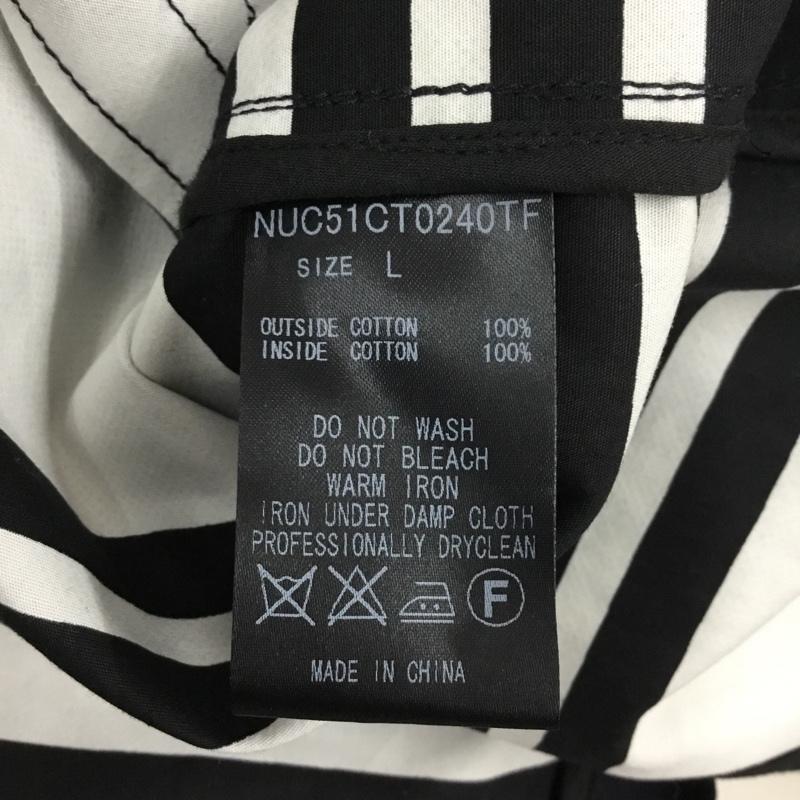 NUC51CT0240TF
SIZE L
OUTSIDE COTTON 100%
INSIDE COTTON 100%
DO NOT WASH
DO NOT BLEACH
WARM IRON
IRON UNDER DAMP CLOTH
PROFESSIONALLY DRYCLEAN
F
MADE IN CHINA